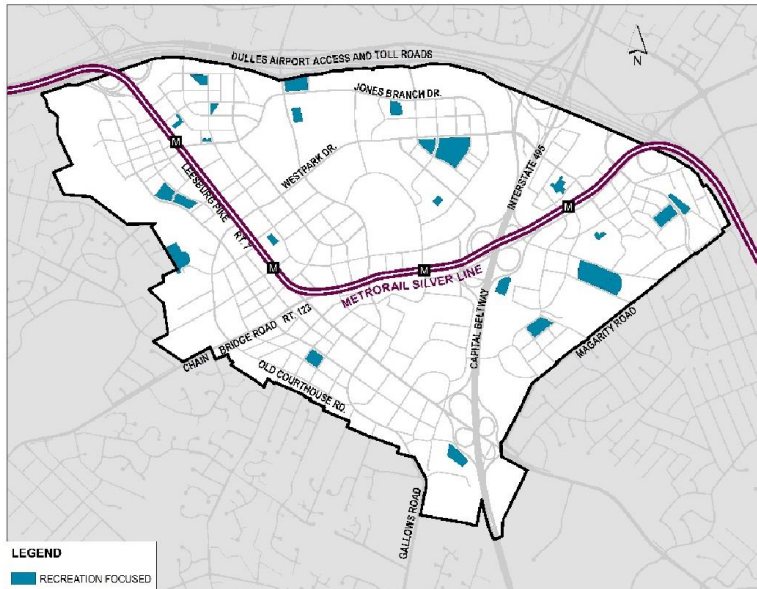 DULLES AIRPORT ACCESS AND TOLL ROADS
N
JONES BRANCH DR.
M
WESTPARK DR.
INTERSTATE 495
LEESBURG PIKE RT. 7
M
M
M
METRORAIL SILVER LINE
CHAIN BRIDGE ROAD RT. 123
CAPITAL BELTWAY
MAGARITY ROAD
OLD COURTHOUSE RD.
GALLOWS ROAD
LEGEND
RECREATION FOCUSED